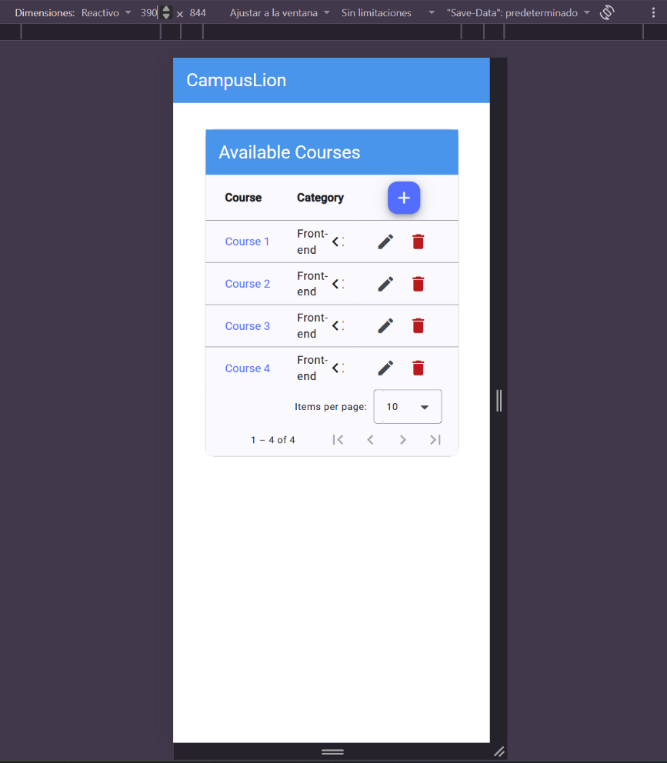 Dimensiones: Reactivo 390 × 844 Ajustar a la ventana Sin limitaciones "Save-Data": predeterminado
CampusLion
Available Courses
Course Category +
Course 1 Front-
end
Course 2 Front-
end
Course 3 Front-
end
Course 4 Front-
end
Items per page: 10
1 – 4 of 4